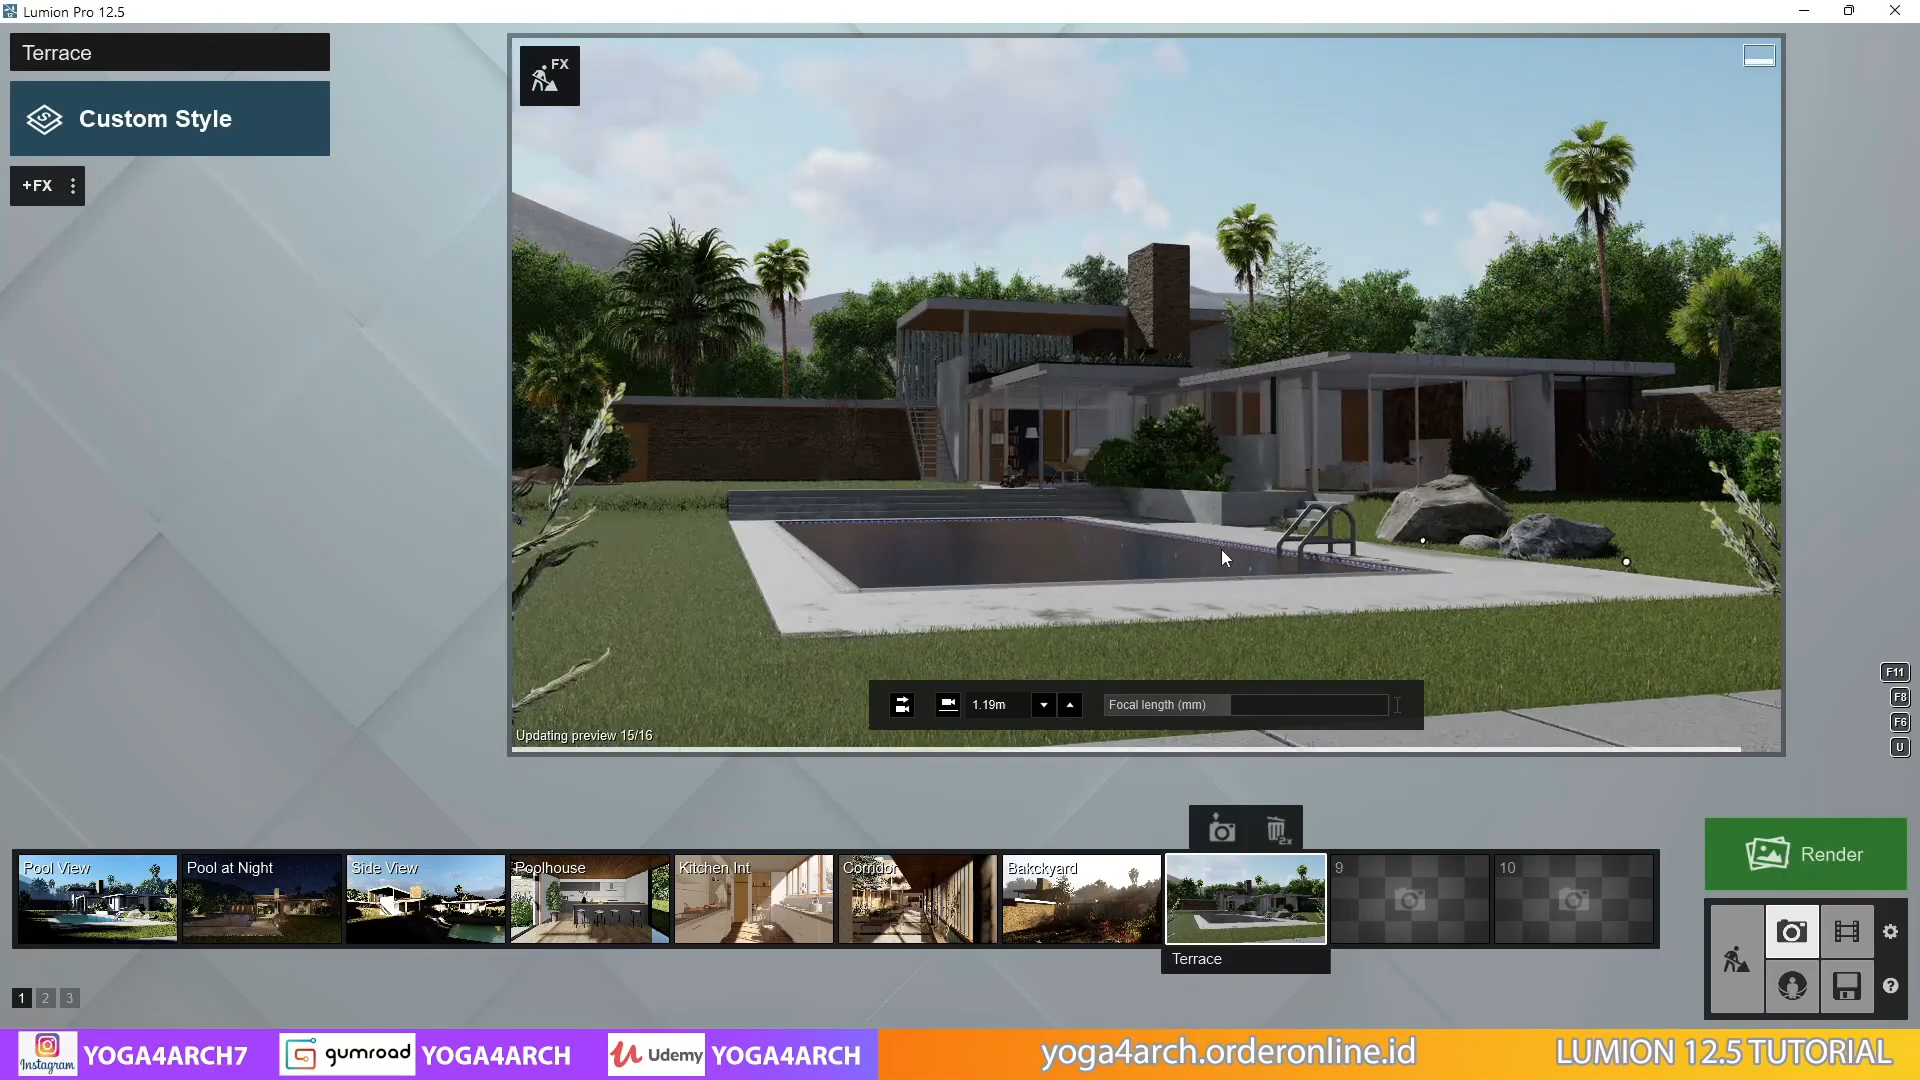 Lumion Pro 12.5
Terrace
Custom Style
+FX
FX
1.19m
Focal length (mm)
Updating preview 15/16
F11
F8
F6
U
Pool View
Pool at Night
Side View
Poolhouse
Kitchen Int
Corridor
Bakckyard
9
10
2x
Terrace
Render
1 2 3
?
Instagram YOGA4ARCH7
gumroad YOGA4ARCH
Udemy YOGA4ARCH
yoga4arch.orderonline.id
LUMION 12.5 TUTORIAL